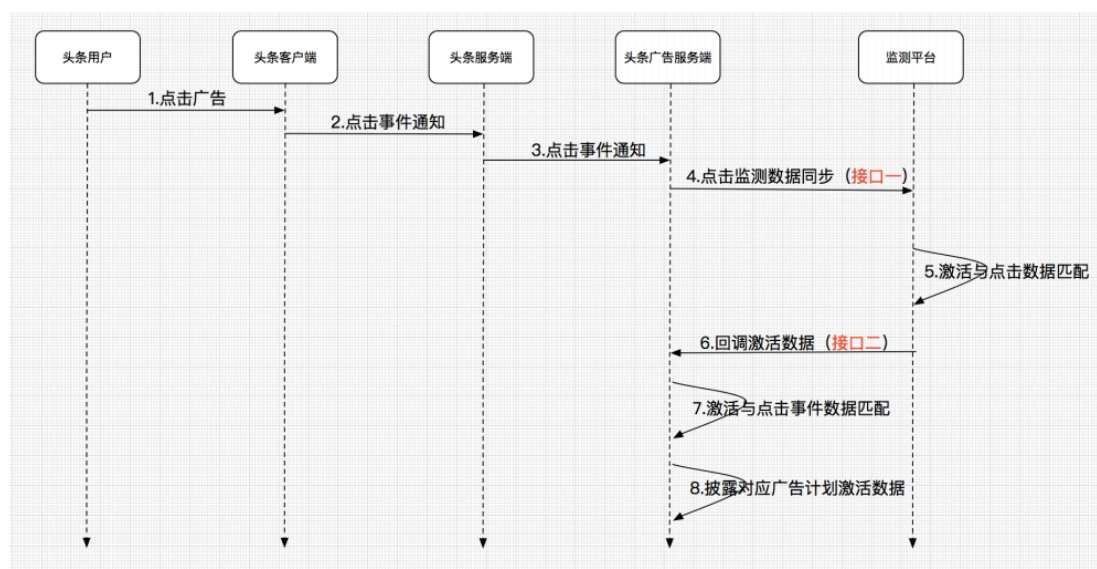 头条用户
头条客户端
头条服务端
头条广告服务端
监测平台
1.点击广告
2.点击事件通知
3.点击事件通知
4.点击监测数据同步（接口一）
5.激活与点击数据匹配
6.回调激活数据（接口二）
7.激活与点击事件数据匹配
8.披露对应广告计划激活数据